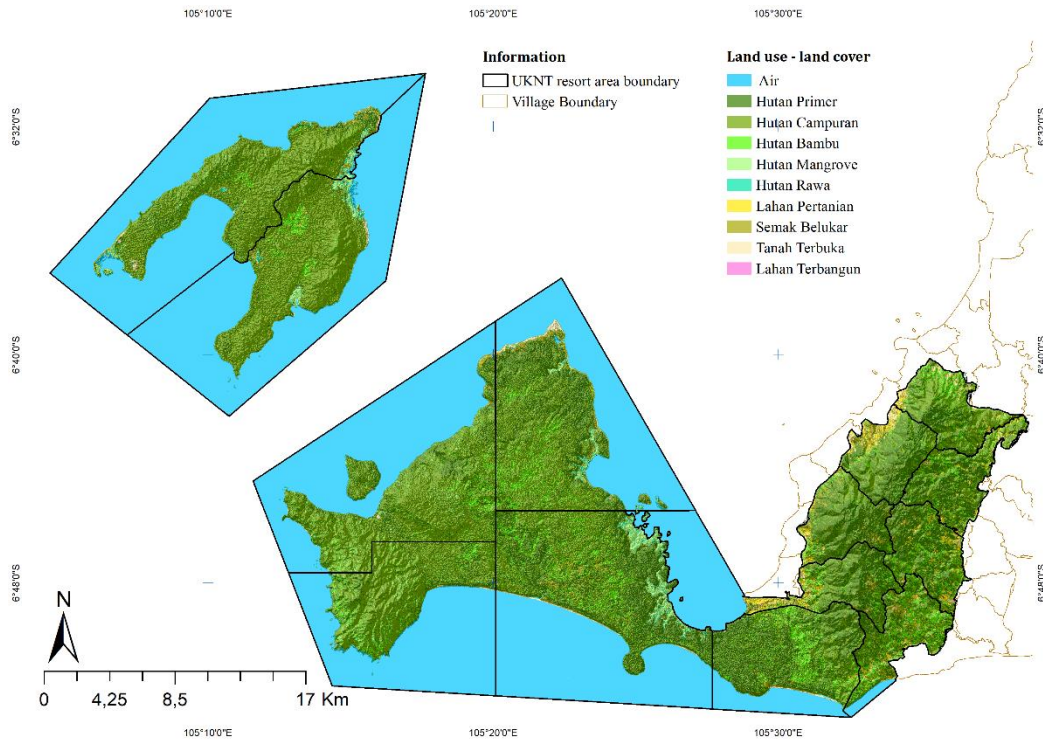 105°10'0"E
105°20'0"E
105°30'0"E
Information
UKNT resort area boundary
Village Boundary
Land use - land cover
Air
Hutan Primer
Hutan Campuran
Hutan Bambu
Hutan Mangrove
Hutan Rawa
Lahan Pertanian
Semak Belukar
Tanah Terbuka
Lahan Terbangun
6°32'0"S
6°32'0"S
6°40'0"S
6°40'0"S
6°48'0"S
6°48'0"S
N
0
4,25
8,5
17 Km
105°10'0"E
105°20'0"E
105°30'0"E